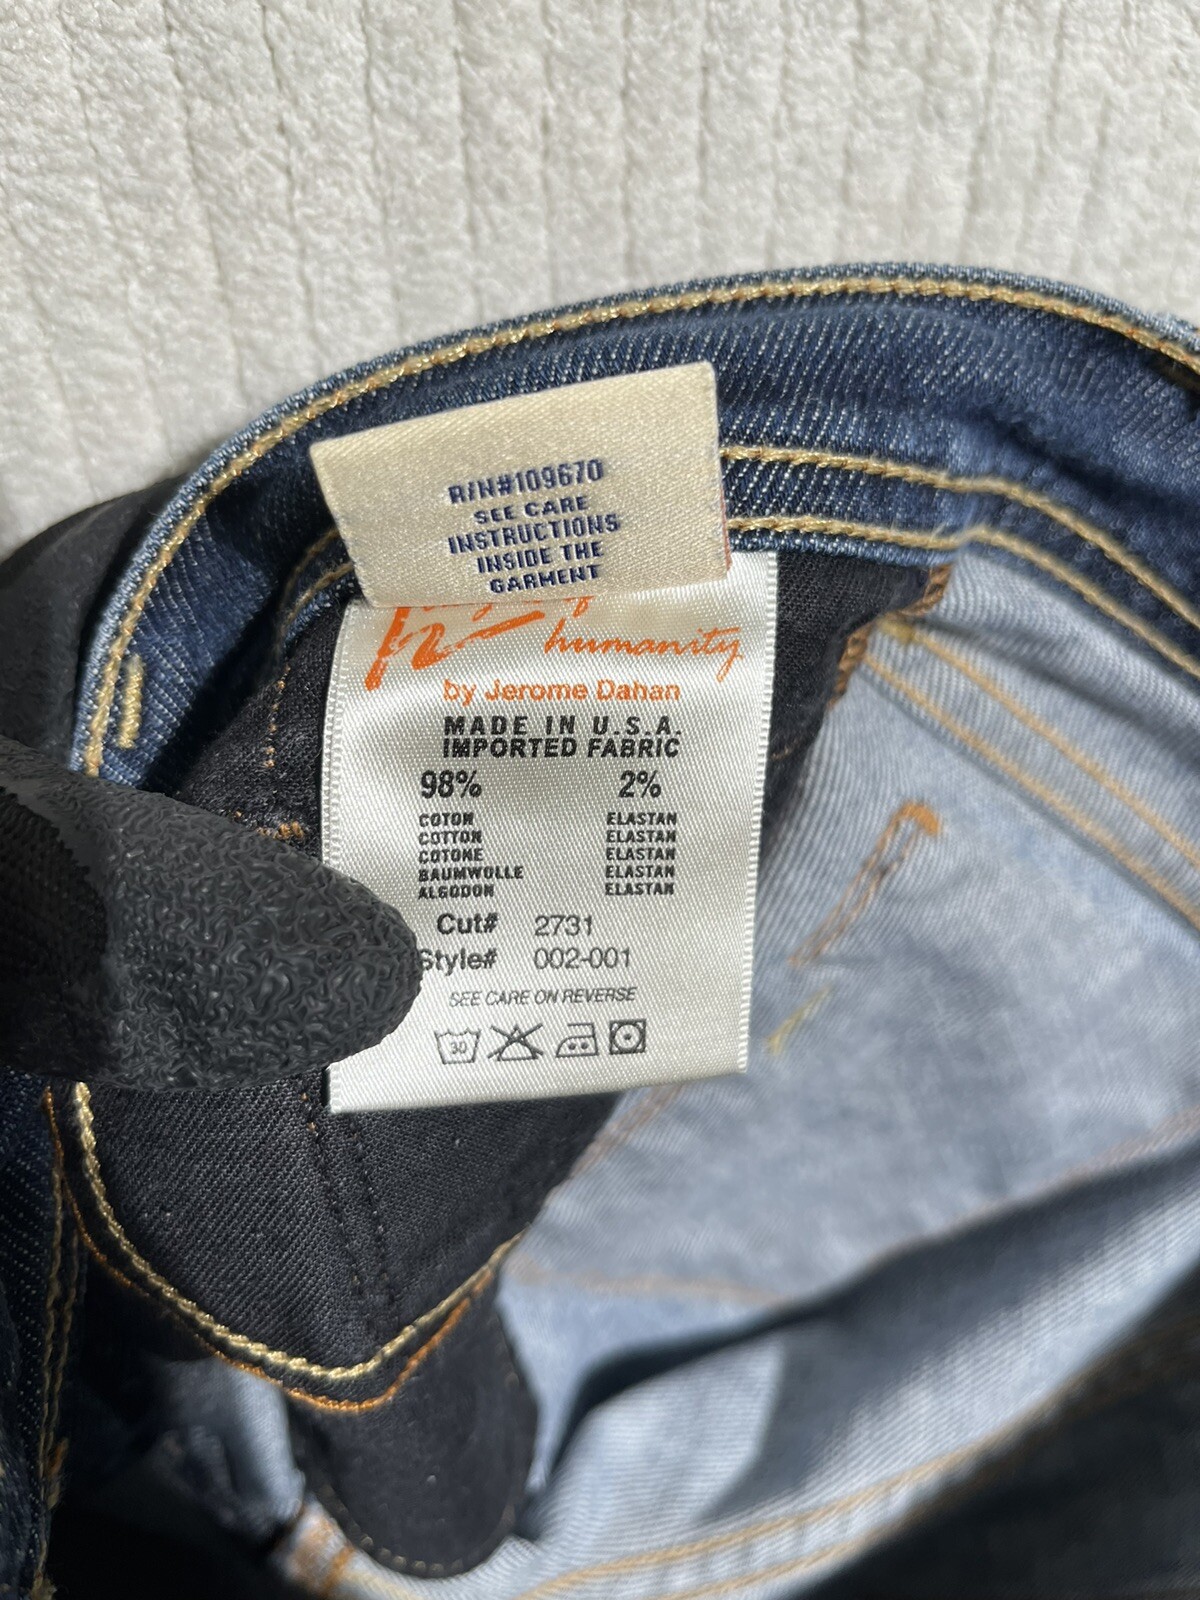 R/N#109670
SEE CARE
INSTRUCTIONS
INSIDE THE
GARMENT
humanity
by Jerome Dahan
MADE IN U.S.A.
IMPORTED FABRIC
98% 2%
COTON ELASTAN
COTTON ELASTAN
COTONE ELASTAN
BAUMWOLLE ELASTAN
ALGODON ELASTAN
Cut# 2731
Style# 002-001
SEE CARE ON REVERSE
30